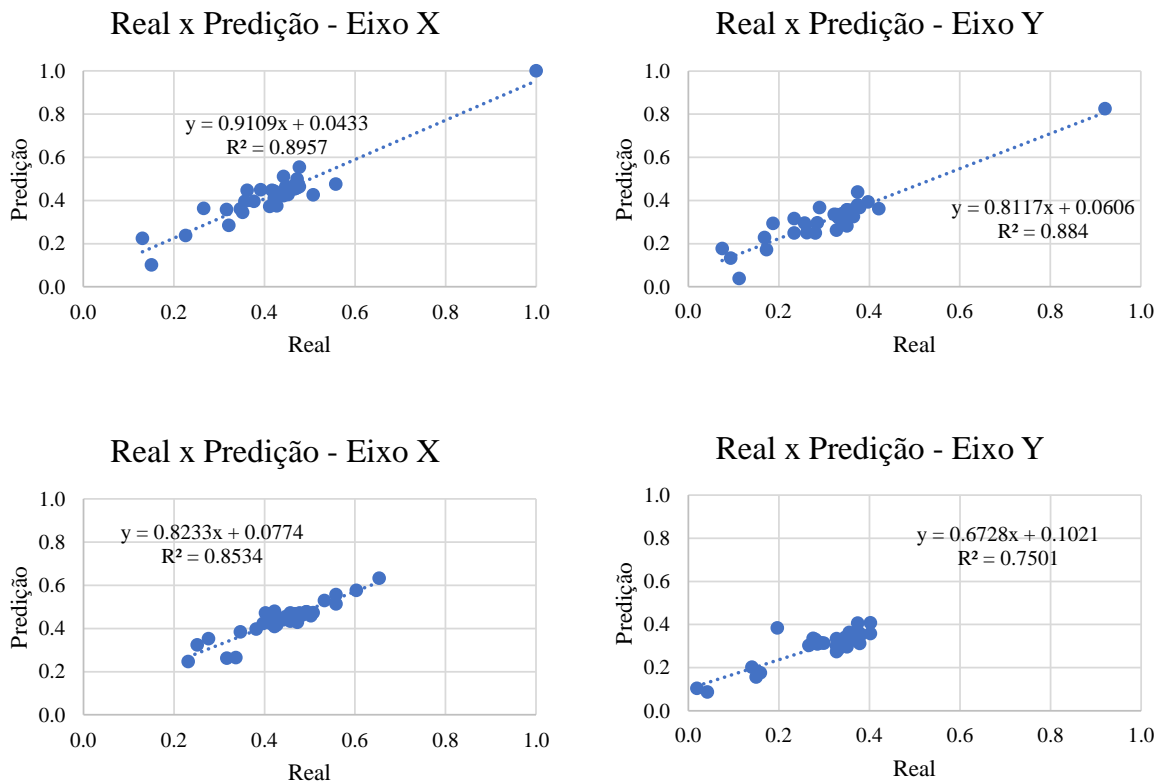 Real x Predição - Eixo X
1.0
0.8
0.6
0.4
0.2
0.0
Predição
y = 0.9109x + 0.0433
R² = 0.8957
0.0 0.2 0.4 0.6 0.8 1.0
Real
Real x Predição - Eixo Y
1.0
0.8
0.6
0.4
0.2
0.0
Predição
y = 0.8117x + 0.0606
R² = 0.884
0.0 0.2 0.4 0.6 0.8 1.0
Real
Real x Predição - Eixo X
1.0
0.8
0.6
0.4
0.2
0.0
Predição
y = 0.8233x + 0.0774
R² = 0.8534
0.0 0.2 0.4 0.6 0.8 1.0
Real
Real x Predição - Eixo Y
1.0
0.8
0.6
0.4
0.2
0.0
Predição
y = 0.6728x + 0.1021
R² = 0.7501
0.0 0.2 0.4 0.6 0.8 1.0
Real